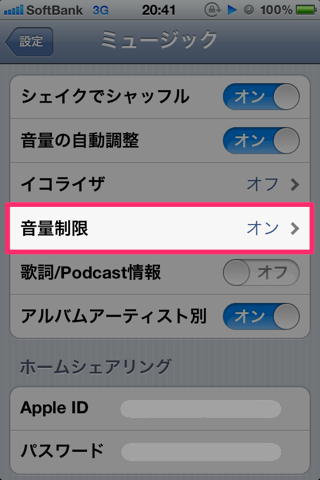 SoftBank 3G 20:41 100%
設定 ミュージック
シェイクでシャッフル オン
音量の自動調整 オン
イコライザ オフ
音量制限 オン
歌詞/Podcast情報 オフ
アルバムアーティスト別 オン
ホームシェアリング
Apple ID
パスワード